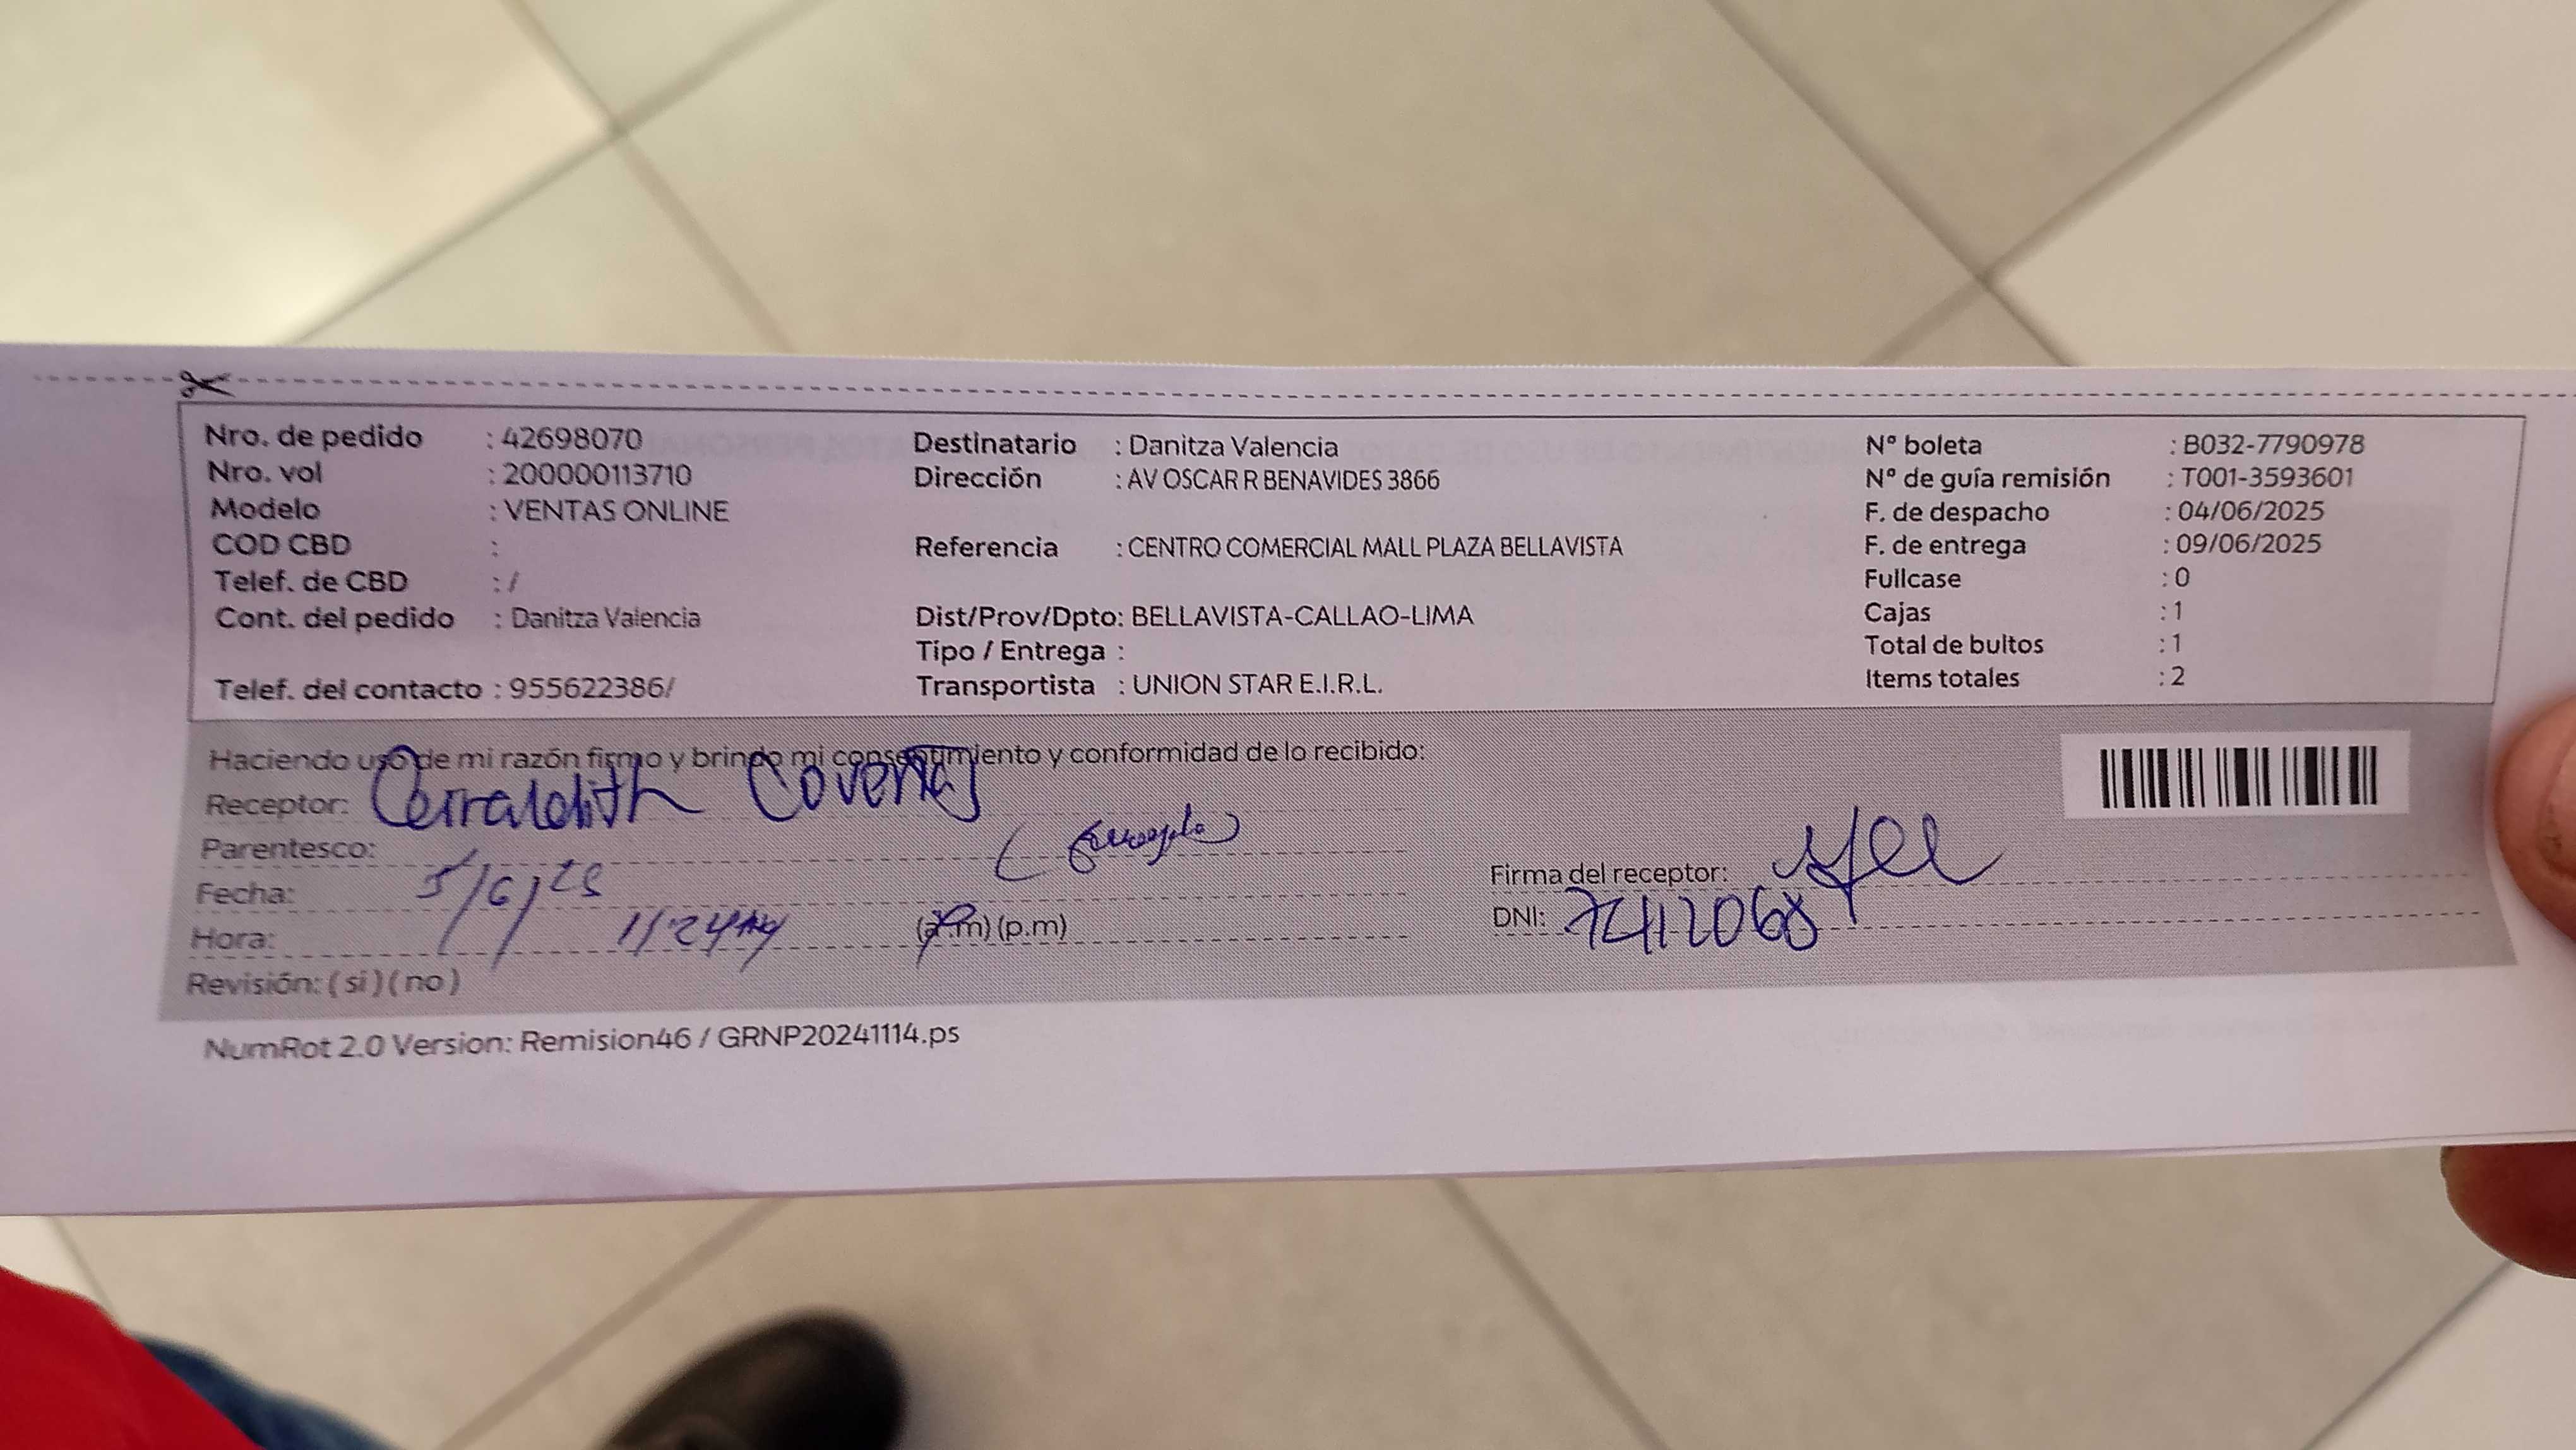 Nro. de pedido : 42698070
Nro. vol : 200000113710
Modelo : VENTAS ONLINE
COD CBD :
Telef. de CBD : /
Cont. del pedido : Danitza Valencia
Telef. del contacto : 955622386/
Destinatario : Danitza Valencia
Dirección : AV OSCAR R BENAVIDES 3866
Referencia : CENTRO COMERCIAL MALL PLAZA BELLAVISTA
Dist/Prov/Dpto: BELLAVISTA-CALLAO-LIMA
Tipo / Entrega :
Transportista : UNION STAR E.I.R.L.
Nº boleta : B032-7790978
Nº de guía remisión : T001-3593601
F. de despacho : 04/06/2025
F. de entrega : 09/06/2025
Fullcase : 0
Cajas : 1
Total de bultos : 1
Items totales : 2
Haciendo uso de mi razón firmo y brindo mi consentimiento y conformidad de lo recibido:
Receptor:
Parentesco:
Fecha: 5/6/25
Hora: 11:24 (a.m) (p.m)
Revisión: ( si ) ( no )
Firma del receptor:
DNI: 72412068
NumRot 2.0 Version: Remision46 / GRNP20241114.ps